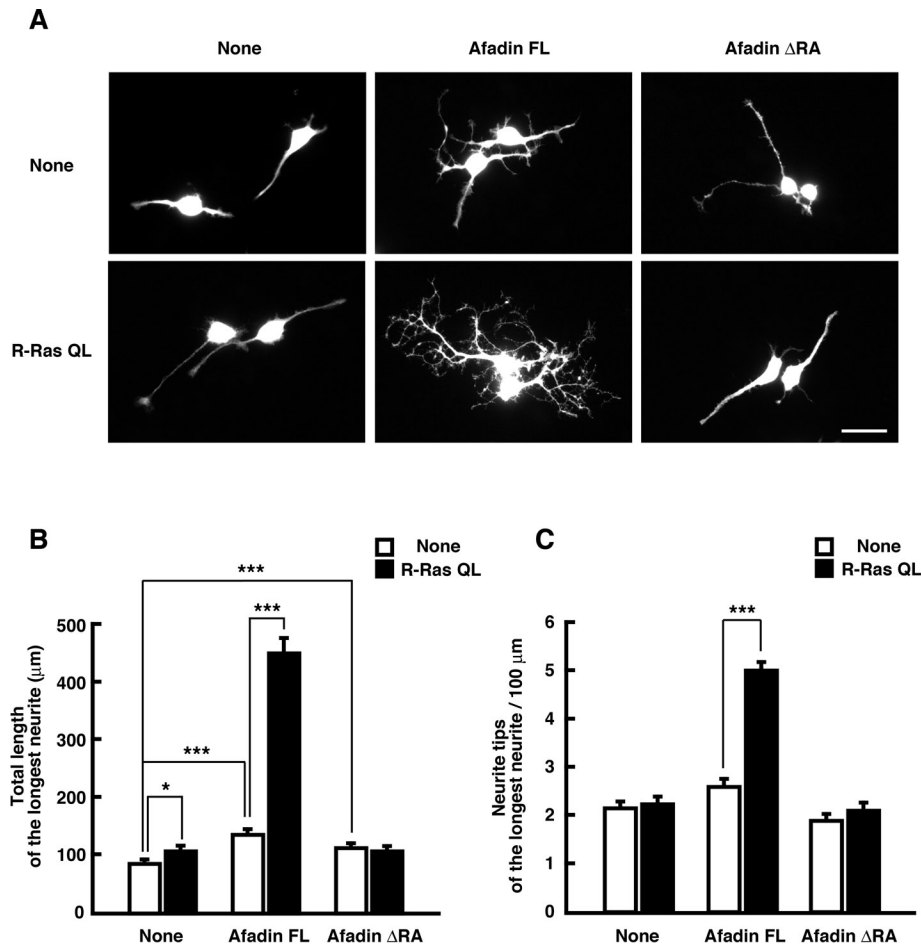 A
None
Afadin FL
Afadin ΔRA
None
R-Ras QL
B
None
R-Ras QL
***
***
***
*
Total length
of the longest neurite (μm)
500
400
300
200
100
0
None
Afadin FL
Afadin ΔRA
C
None
R-Ras QL
***
Neurite tips
of the longest neurite / 100 μm
6
5
4
3
2
1
0
None
Afadin FL
Afadin ΔRA